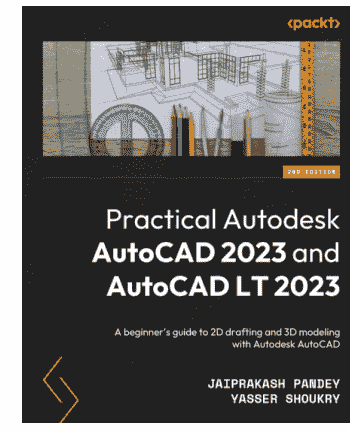 <packt>
2ND EDITION
Practical Autodesk
AutoCAD 2023 and
AutoCAD LT 2023
A beginner's guide to 2D drafting and 3D modeling
with Autodesk AutoCAD
JAIPRAKASH PANDEY
YASSER SHOUKRY